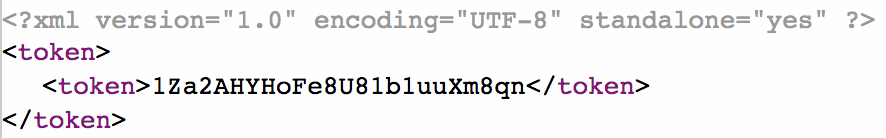 <?xml version="1.0" encoding="UTF-8" standalone="yes" ?>
<token>
<token>1Za2AHYHoFe8U81b1uuXm8qn</token>
</token>